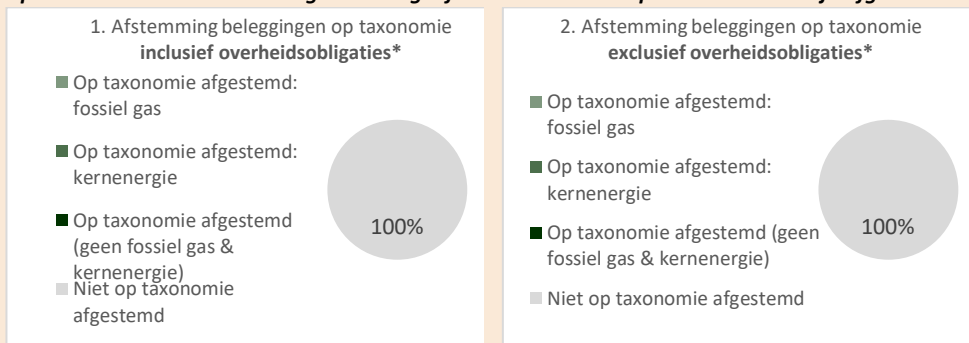 1. Afstemming beleggingen op taxonomie
inclusief overheidsobligaties*
Op taxonomie afgestemd:
fossiel gas
Op taxonomie afgestemd:
kernenergie
Op taxonomie afgestemd
(geen fossiel gas &
kernenergie)
Niet op taxonomie
afgestemd
100%
2. Afstemming beleggingen op taxonomie
exclusief overheidsobligaties*
Op taxonomie afgestemd:
fossiel gas
Op taxonomie afgestemd:
kernenergie
Op taxonomie afgestemd (geen
fossiel gas & kernenergie)
Niet op taxonomie afgestemd
100%